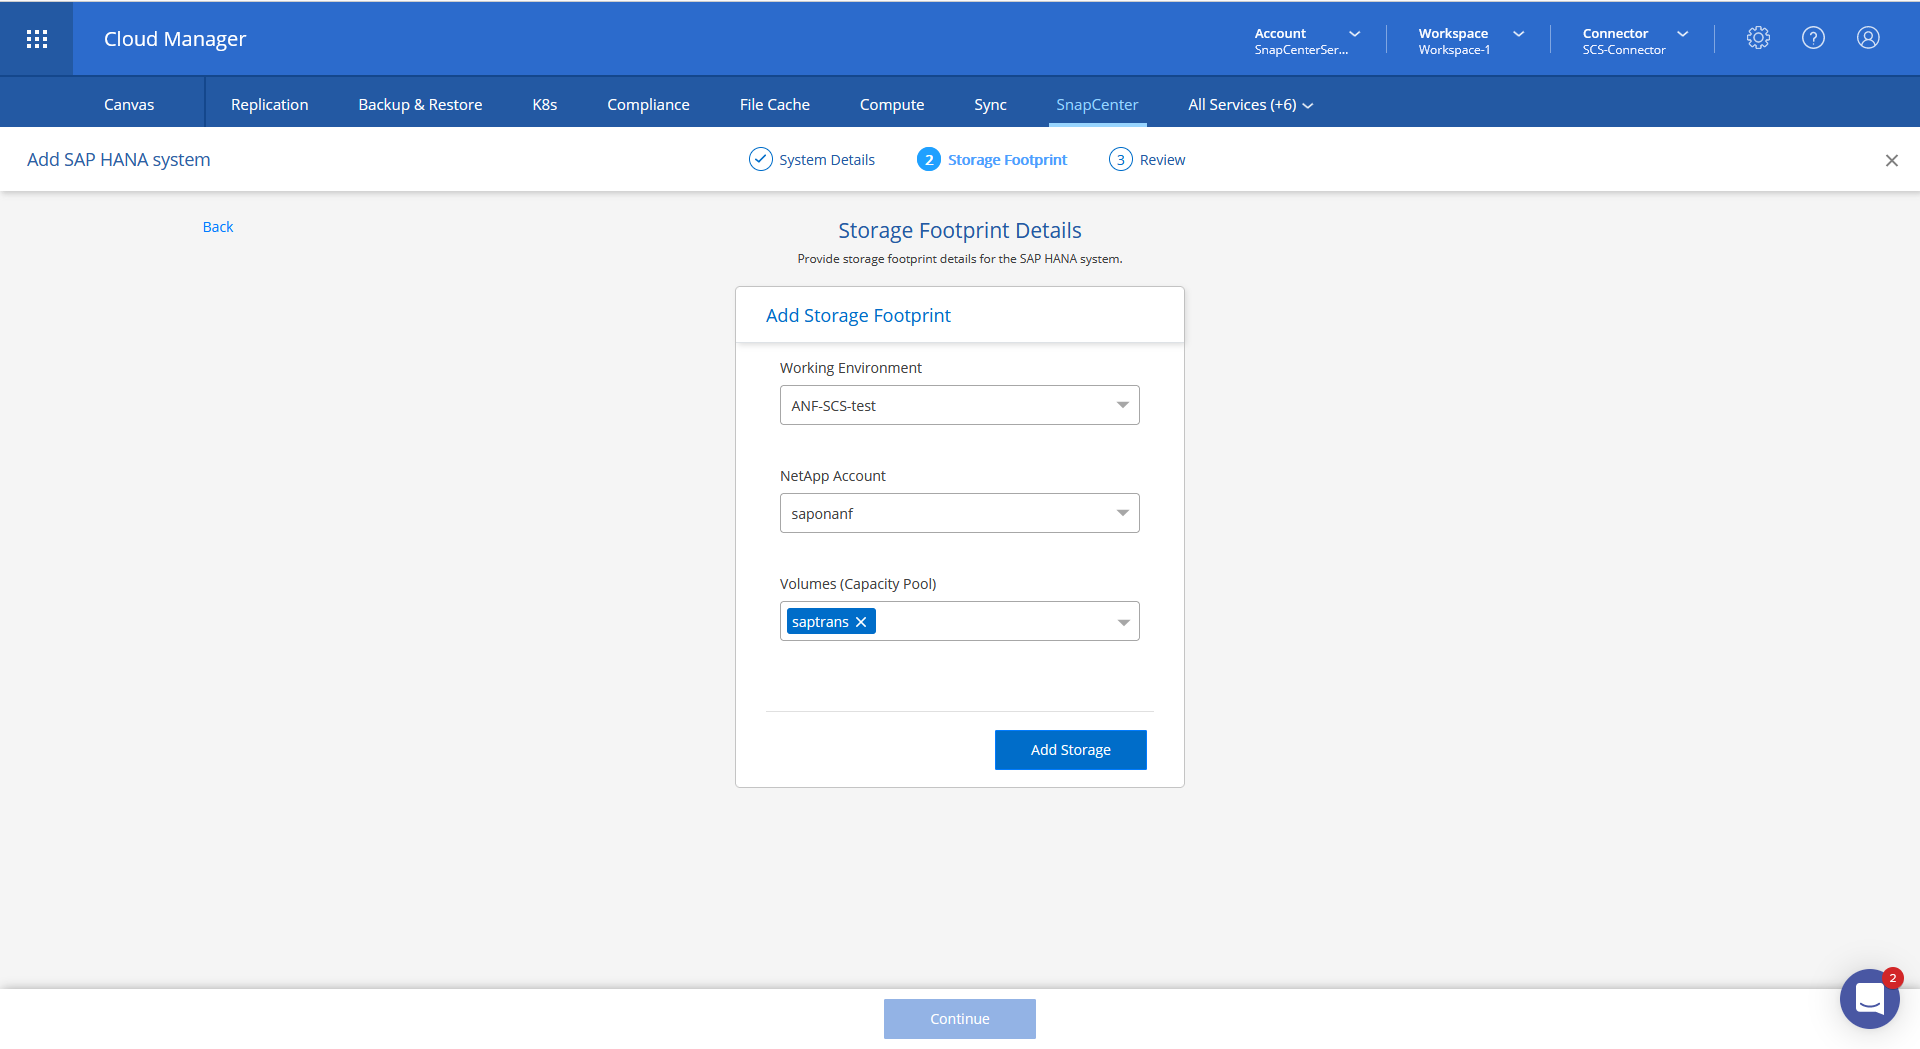 Cloud Manager
Account
SnapCenterSer...
Workspace
Workspace-1
Connector
SCS-Connector
?
Canvas
Replication
Backup & Restore
K8s
Compliance
File Cache
Compute
Sync
SnapCenter
All Services (+6)
Add SAP HANA system
System Details
2 Storage Footprint
3 Review
Back
Storage Footprint Details
Provide storage footprint details for the SAP HANA system.
Add Storage Footprint
Working Environment
ANF-SCS-test
NetApp Account
saponanf
Volumes (Capacity Pool)
saptrans
Add Storage
2
Continue